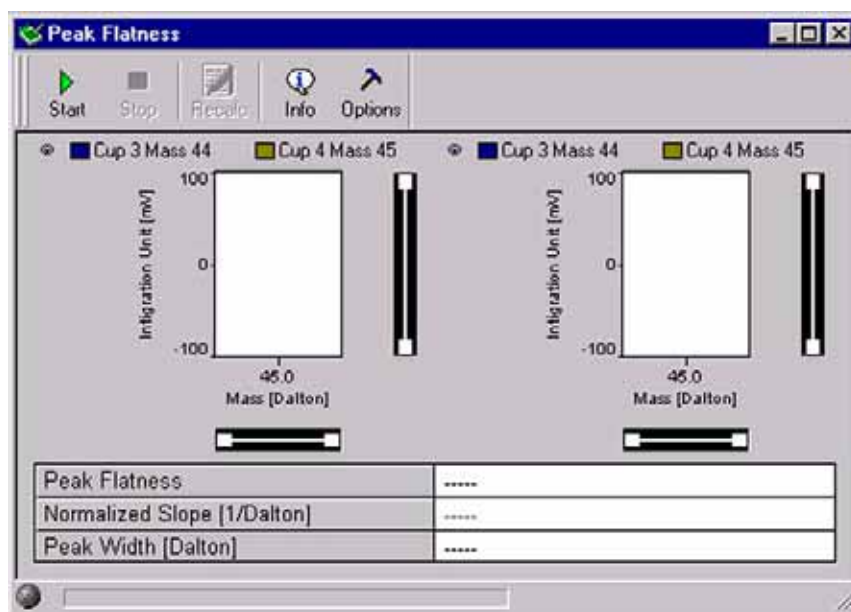 Peak Flatness
Start Stop Recalc Info Options
Cup 3 Mass 44 Cup 4 Mass 45 Cup 3 Mass 44 Cup 4 Mass 45
100 100
Intigration Unit [mV] Intigration Unit [mV]
0 0
-100 -100
45.0 45.0
Mass [Dalton] Mass [Dalton]
Peak Flatness -----
Normalized Slope [1/Dalton] -----
Peak Width [Dalton] -----